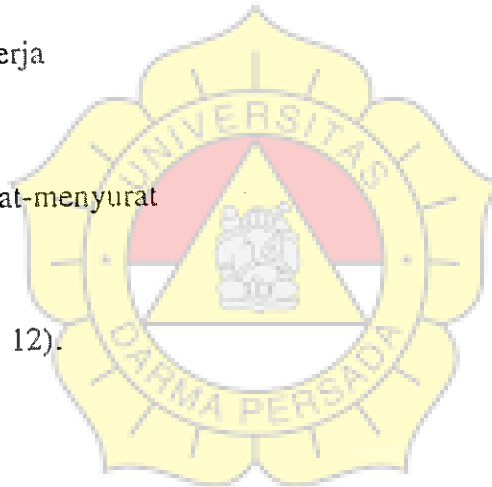 erja
at-menyurat
12).
UNIVERSITAS
DARMA PERSADA